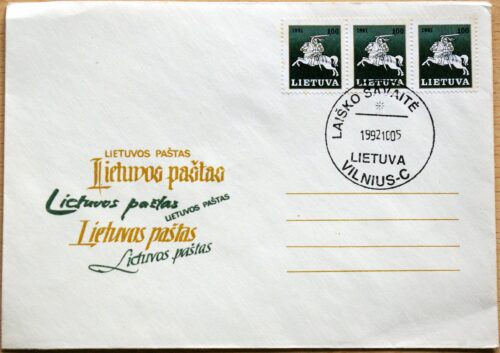 1991 100 1991 100 1991 100
LIETUVA LIETUVA LIETUVA
LAIŠKO SAVAITĖ
19921005
LIETUVA
VILNIUS-C
LIETUVOS PAŠTAS
Lietuvos paštas
Lietuvos paštas
LIETUVOS PAŠTAS
Lietuvos paštas
Lietuvos paštas